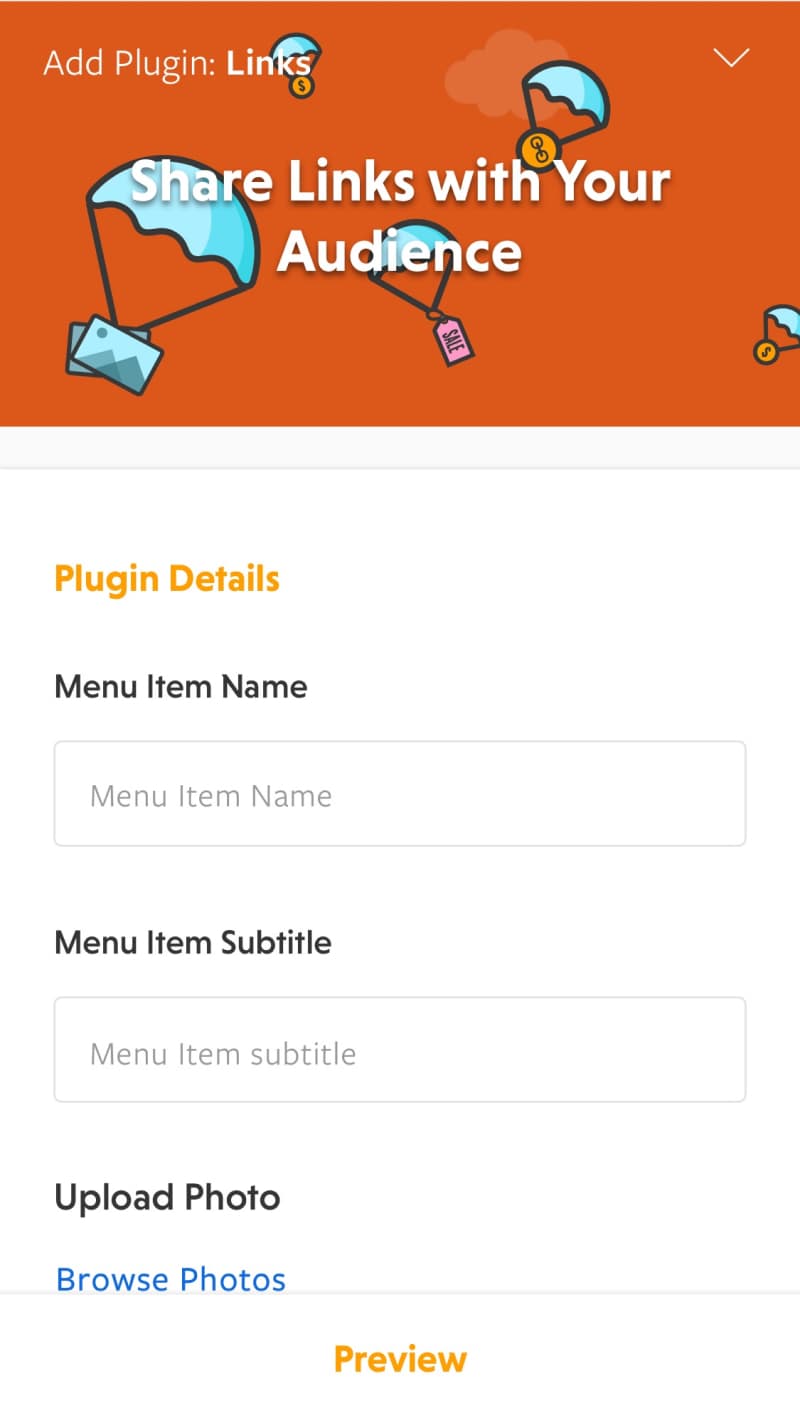 Add Plugin: Links
$
Share Links with Your
Audience
SALE
Plugin Details
Menu Item Name
Menu Item Name
Menu Item Subtitle
Menu Item subtitle
Upload Photo
Browse Photos
Preview